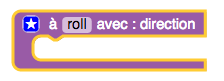 à roll avec : direction